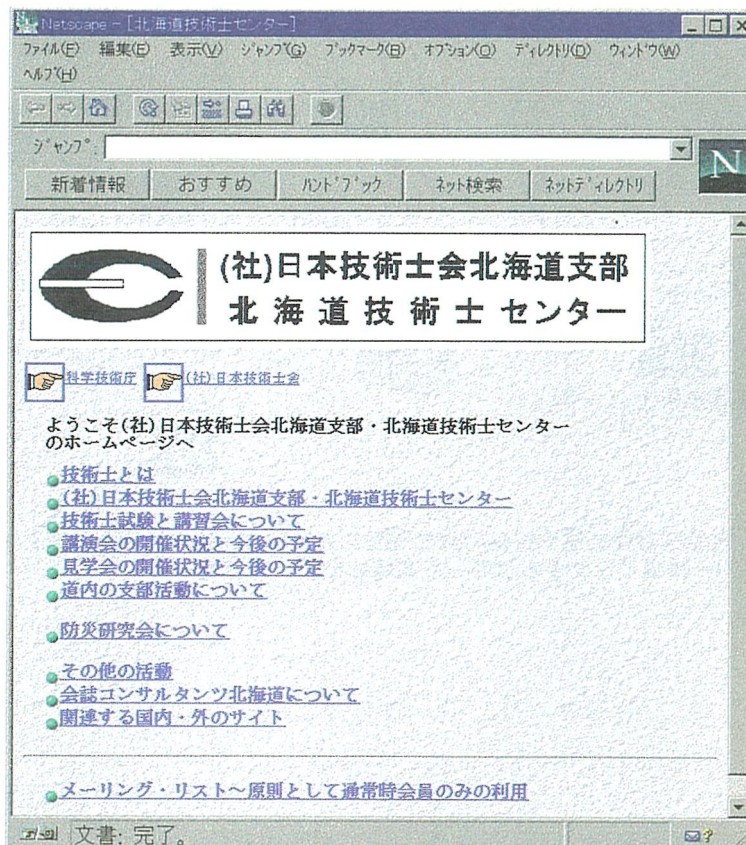 Netscape - [北海道技術士センター]
ファイル(F) 編集(E) 表示(V) ジャンプ(G) ブックマーク(B) オプション(O) ディレクトリ(D) ウィンドウ(W)
ヘルプ(H)
ジャンプ:
N
新着情報 おすすめ ハンドブック ネット検索 ネットディレクトリ
(社)日本技術士会北海道支部
北海道技術士センター
科学技術庁 (社)日本技術士会
ようこそ(社)日本技術士会北海道支部・北海道技術士センター
のホームページへ
技術士とは
(社)日本技術士会北海道支部・北海道技術士センター
技術士試験と講習会について
講演会の開催状況と今後の予定
見学会の開催状況と今後の予定
道内の支部活動について
防災研究会について
その他の活動
会誌コンサルタンツ北海道について
関連する国内・外のサイト
メーリング・リスト～原則として通常時会員のみの利用
文書: 完了。